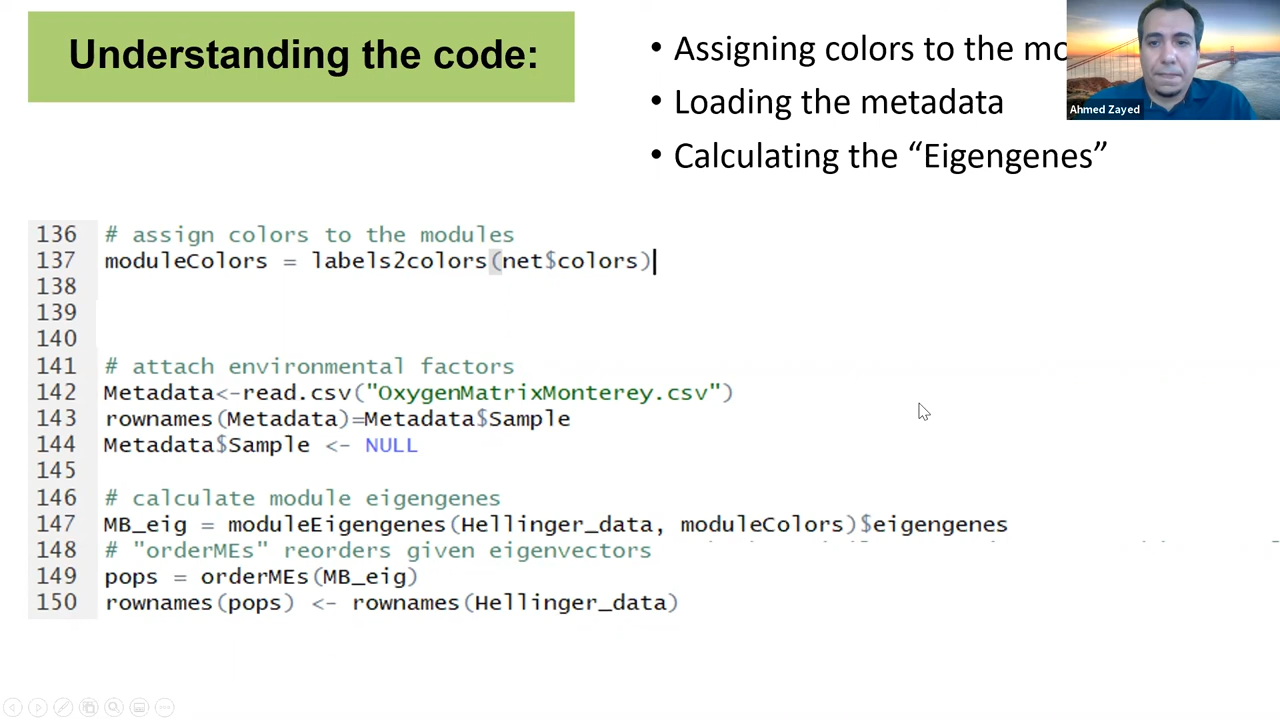 Understanding the code:
• Assigning colors to the
• Loading the metadata
• Calculating the “Eigengenes”
Ahmed Zayed
136 # assign colors to the modules
137 moduleColors = labels2colors(net$colors)
138
139
140
141 # attach environmental factors
142 Metadata<-read.csv("OxygenMatrixMonterey.csv")
143 rownames(Metadata)=Metadata$Sample
144 Metadata$Sample <- NULL
145
146 # calculate module eigengenes
147 MB_eig = moduleEigengenes(Hellinger_data, moduleColors)$eigengenes
148 # "orderMEs" reorders given eigenvectors
149 pops = orderMEs(MB_eig)
150 rownames(pops) <- rownames(Hellinger_data)